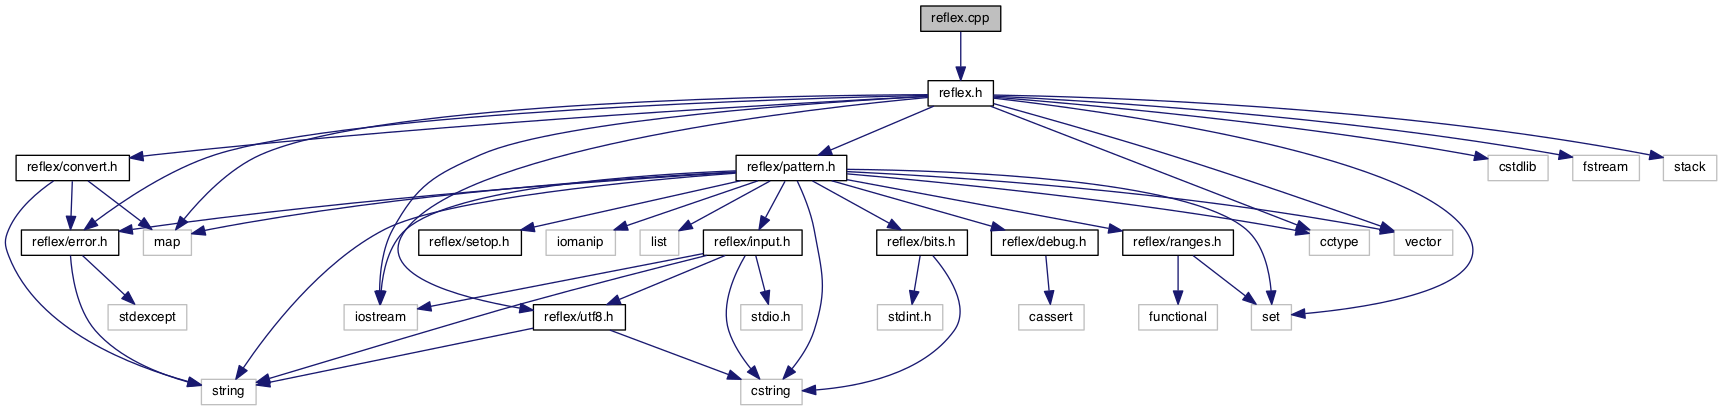 reflex.cpp
reflex.h
reflex/convert.h
reflex/pattern.h
cstdlib
fstream
stack
reflex/error.h
map
reflex/setop.h
iomanip
list
reflex/input.h
reflex/bits.h
reflex/debug.h
reflex/ranges.h
cctype
vector
stdexcept
iostream
reflex/utf8.h
stdio.h
stdint.h
cassert
functional
set
string
cstring